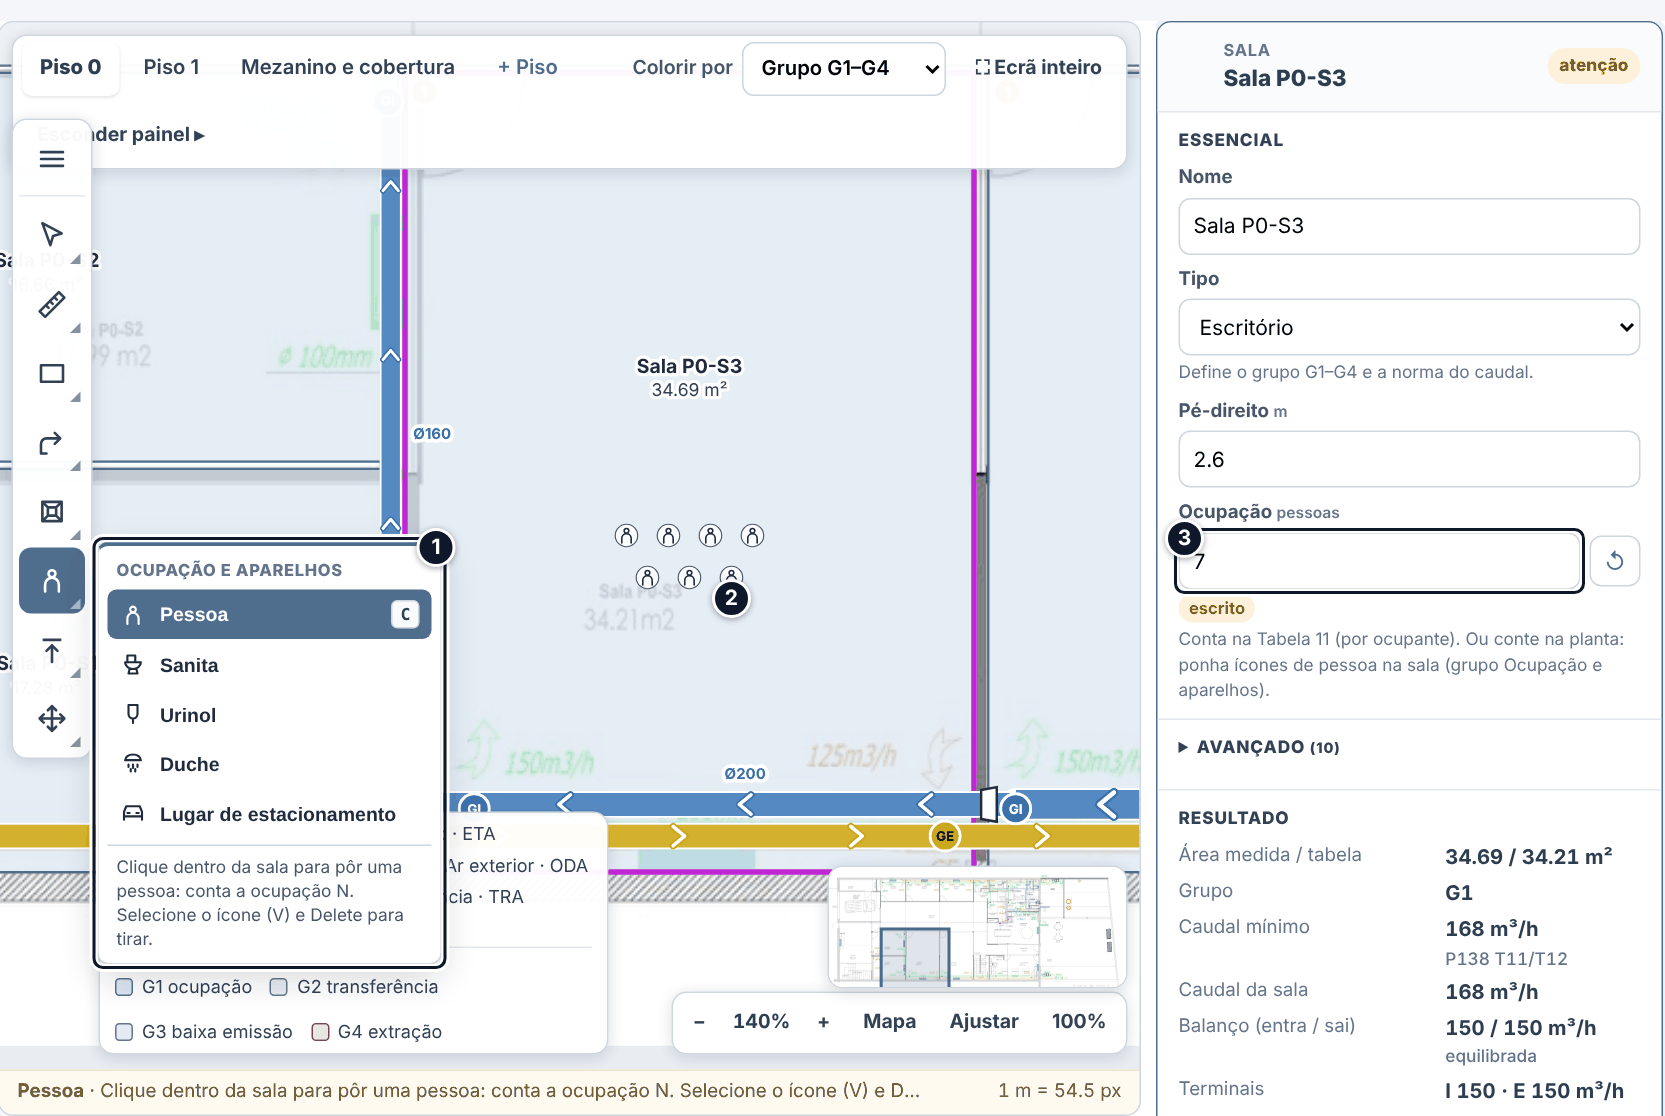 Piso 0
Piso 1
Mezanino e cobertura
+ Piso
Colorir por
Grupo G1–G4
Ecrã inteiro
Esconder painel ▸
Sala P0-S2
P0-S2
99 m2
Ø 100mm
Sala P0-S3
34.69 m²
Ø160
1
OCUPAÇÃO E APARELHOS
Pessoa
C
Sanita
Urinol
Duche
Lugar de estacionamento
Clique dentro da sala para pôr uma
pessoa: conta a ocupação N.
Selecione o ícone (V) e Delete para
tirar.
2
Sala P0-S3
34.21m2
150m3/h
125m3/h
150m3/h
Ø200
GI
GI
GE
· ETA
Ar exterior · ODA
cia · TRA
G1 ocupação
G2 transferência
G3 baixa emissão
G4 extração
– 140% + Mapa Ajustar 100%
Pessoa · Clique dentro da sala para pôr uma pessoa: conta a ocupação N. Selecione o ícone (V) e D...
1 m = 54.5 px
SALA
Sala P0-S3
atenção
ESSENCIAL
Nome
Sala P0-S3
Tipo
Escritório
Define o grupo G1–G4 e a norma do caudal.
Pé-direito m
2.6
Ocupação pessoas
3
7
escrito
Conta na Tabela 11 (por ocupante). Ou conte na planta:
ponha ícones de pessoa na sala (grupo Ocupação e
aparelhos).
▸ AVANÇADO (10)
RESULTADO
Área medida / tabela 34.69 / 34.21 m²
Grupo G1
Caudal mínimo 168 m³/h
P138 T11/T12
Caudal da sala 168 m³/h
Balanço (entra / sai) 150 / 150 m³/h
equilibrada
Terminais I 150 · E 150 m³/h